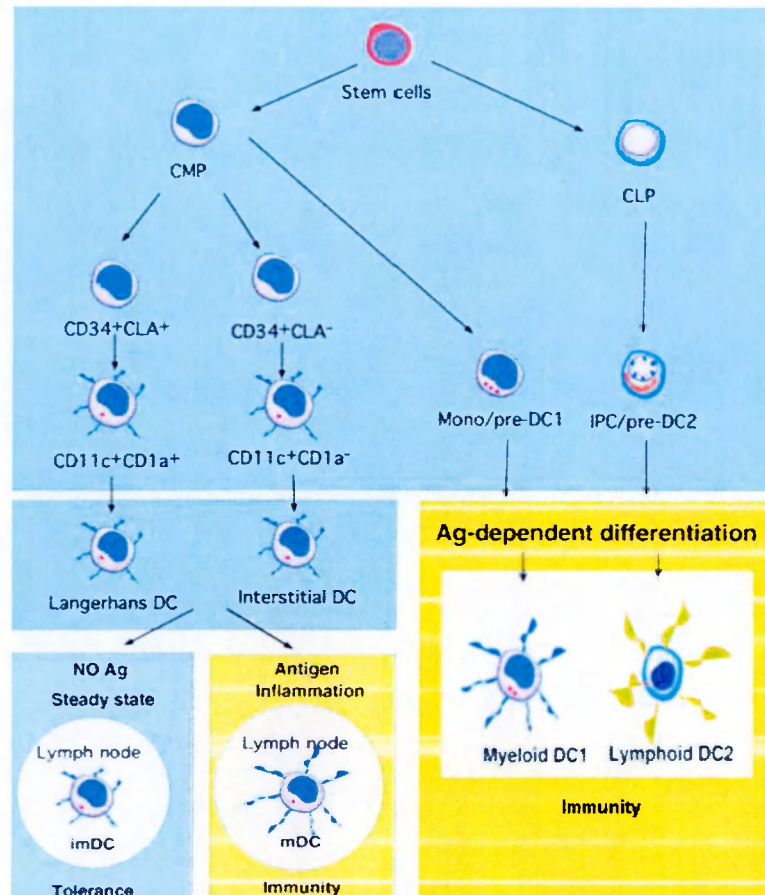 Stem cells
CMP
CLP
CD34+CLA+
CD34+CLA-
Mono/pre-DC1
IPC/pre-DC2
CD11c+CD1a+
CD11c+CD1a-
Ag-dependent differentiation
Langerhans DC
Interstitial DC
NO Ag
Steady state
Lymph node
imDC
Tolerance
Antigen
Inflammation
Lymph node
mDC
Immunity
Myeloid DC1
Lymphoid DC2
Immunity